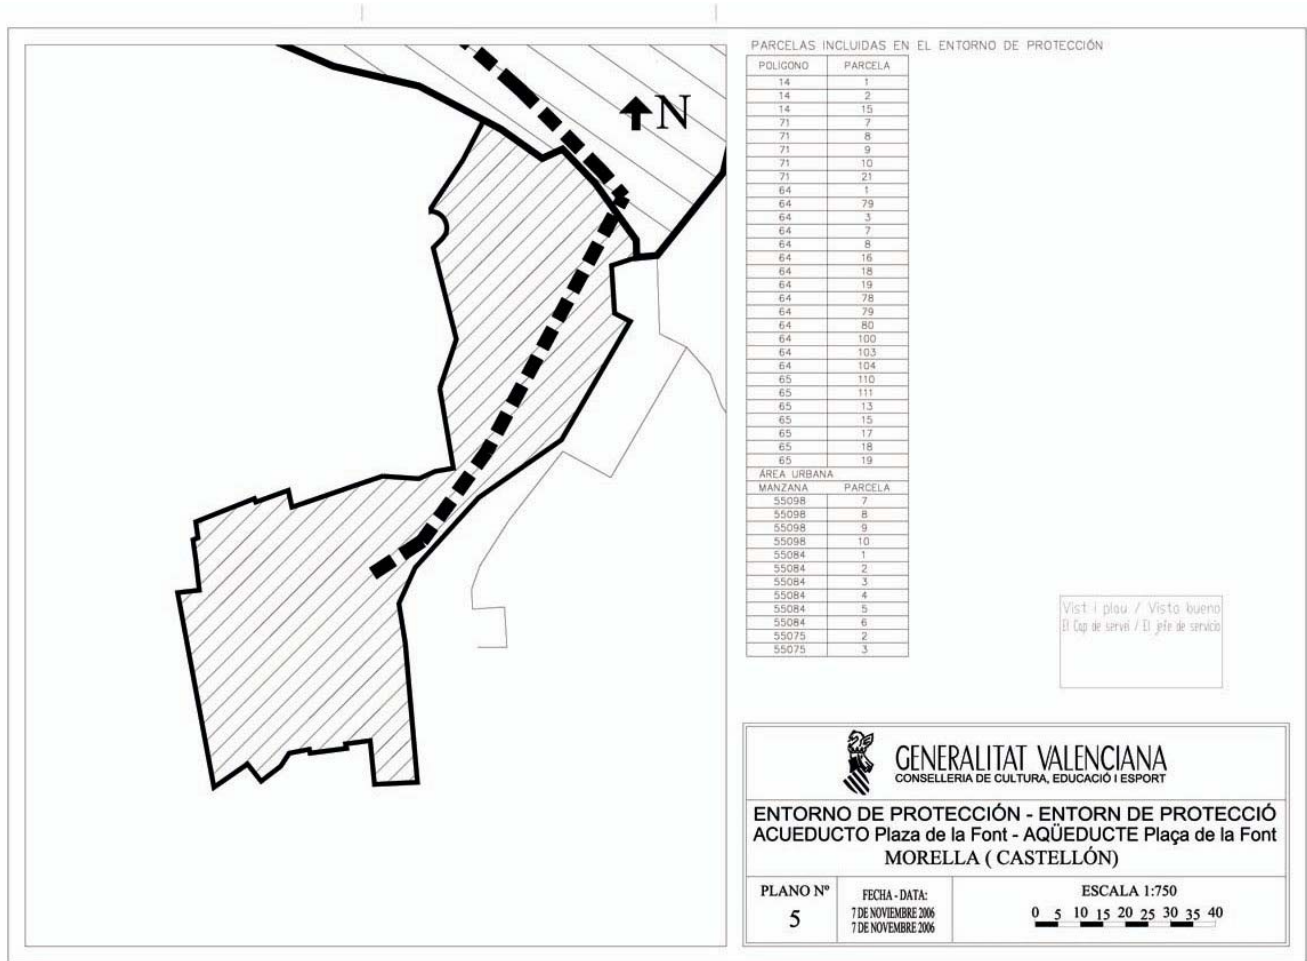 N
PARCELAS INCLUIDAS EN EL ENTORNO DE PROTECCIÓN
POLÍGONO PARCELA
14 1
14 2
14 15
71 7
71 8
71 9
71 10
71 21
64 1
64 79
64 3
64 7
64 8
64 16
64 18
64 19
64 78
64 79
64 80
64 100
64 103
64 104
65 110
65 111
65 13
65 15
65 17
65 18
65 19
ÁREA URBANA
MANZANA PARCELA
55098 7
55098 8
55098 9
55098 10
55084 1
55084 2
55084 3
55084 4
55084 5
55084 6
55075 2
55075 3
Vist i plau / Visto bueno
El Cap de servei / El jefe de servicio
GENERALITAT VALENCIANA
CONSELLERIA DE CULTURA, EDUCACIÓ I ESPORT
ENTORNO DE PROTECCIÓN - ENTORN DE PROTECCIÓ
ACUEDUCTO Plaza de la Font - AQÜEDUCTE Plaça de la Font
MORELLA ( CASTELLÓN)
PLANO Nº
5
FECHA - DATA:
7 DE NOVIEMBRE 2006
7 DE NOVIEMBRE 2006
ESCALA 1:750
0 5 10 15 20 25 30 35 40